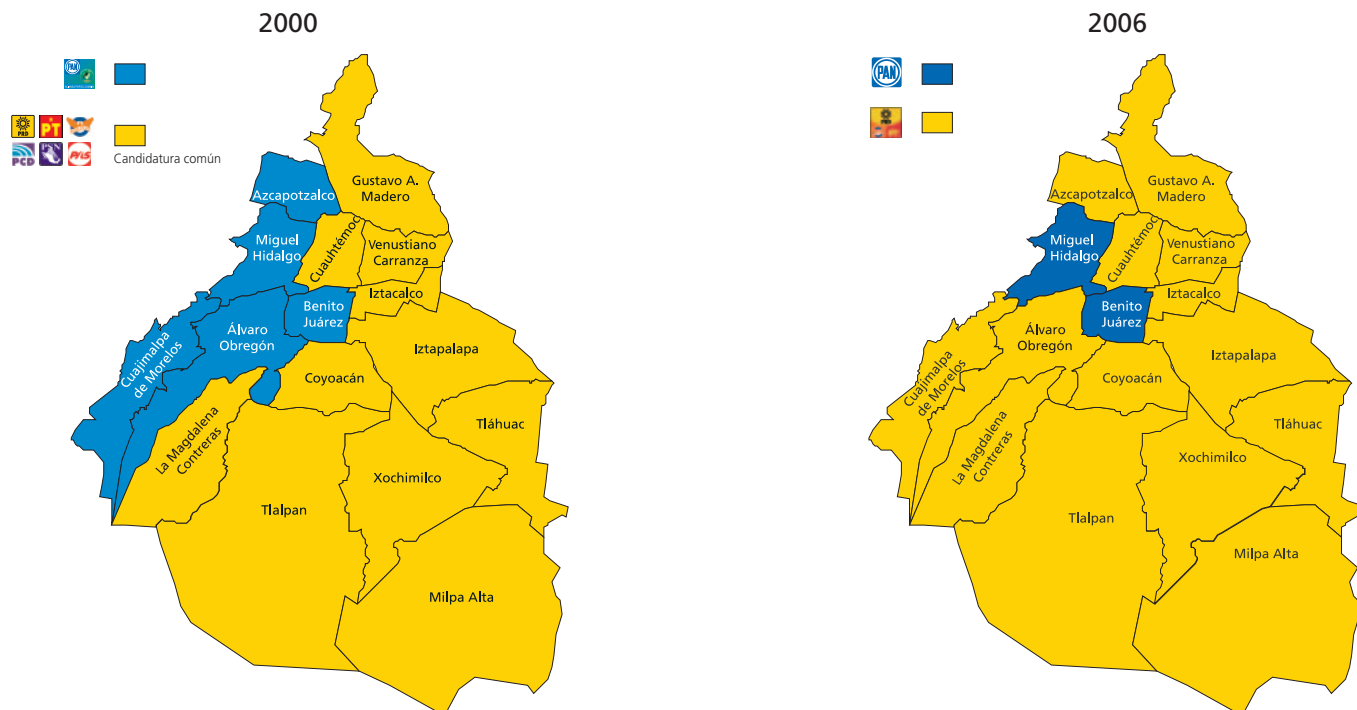 2000
PAN
PRD
PT
PCD
PAS
Candidatura común
Azcapotzalco
Gustavo A.
Madero
Miguel
Hidalgo
Cuauhtémoc
Venustiano
Carranza
Iztacalco
Benito
Juárez
Álvaro
Obregón
Cuajimalpa
de Morelos
Iztapalapa
Coyoacán
Tláhuac
La Magdalena
Contreras
Xochimilco
Tlalpan
Milpa Alta
2006
PAN
PRD
Azcapotzalco
Gustavo A.
Madero
Miguel
Hidalgo
Cuauhtémoc
Venustiano
Carranza
Iztacalco
Benito
Juárez
Álvaro
Obregón
Cuajimalpa
de Morelos
Iztapalapa
Coyoacán
Tláhuac
La Magdalena
Contreras
Xochimilco
Tlalpan
Milpa Alta